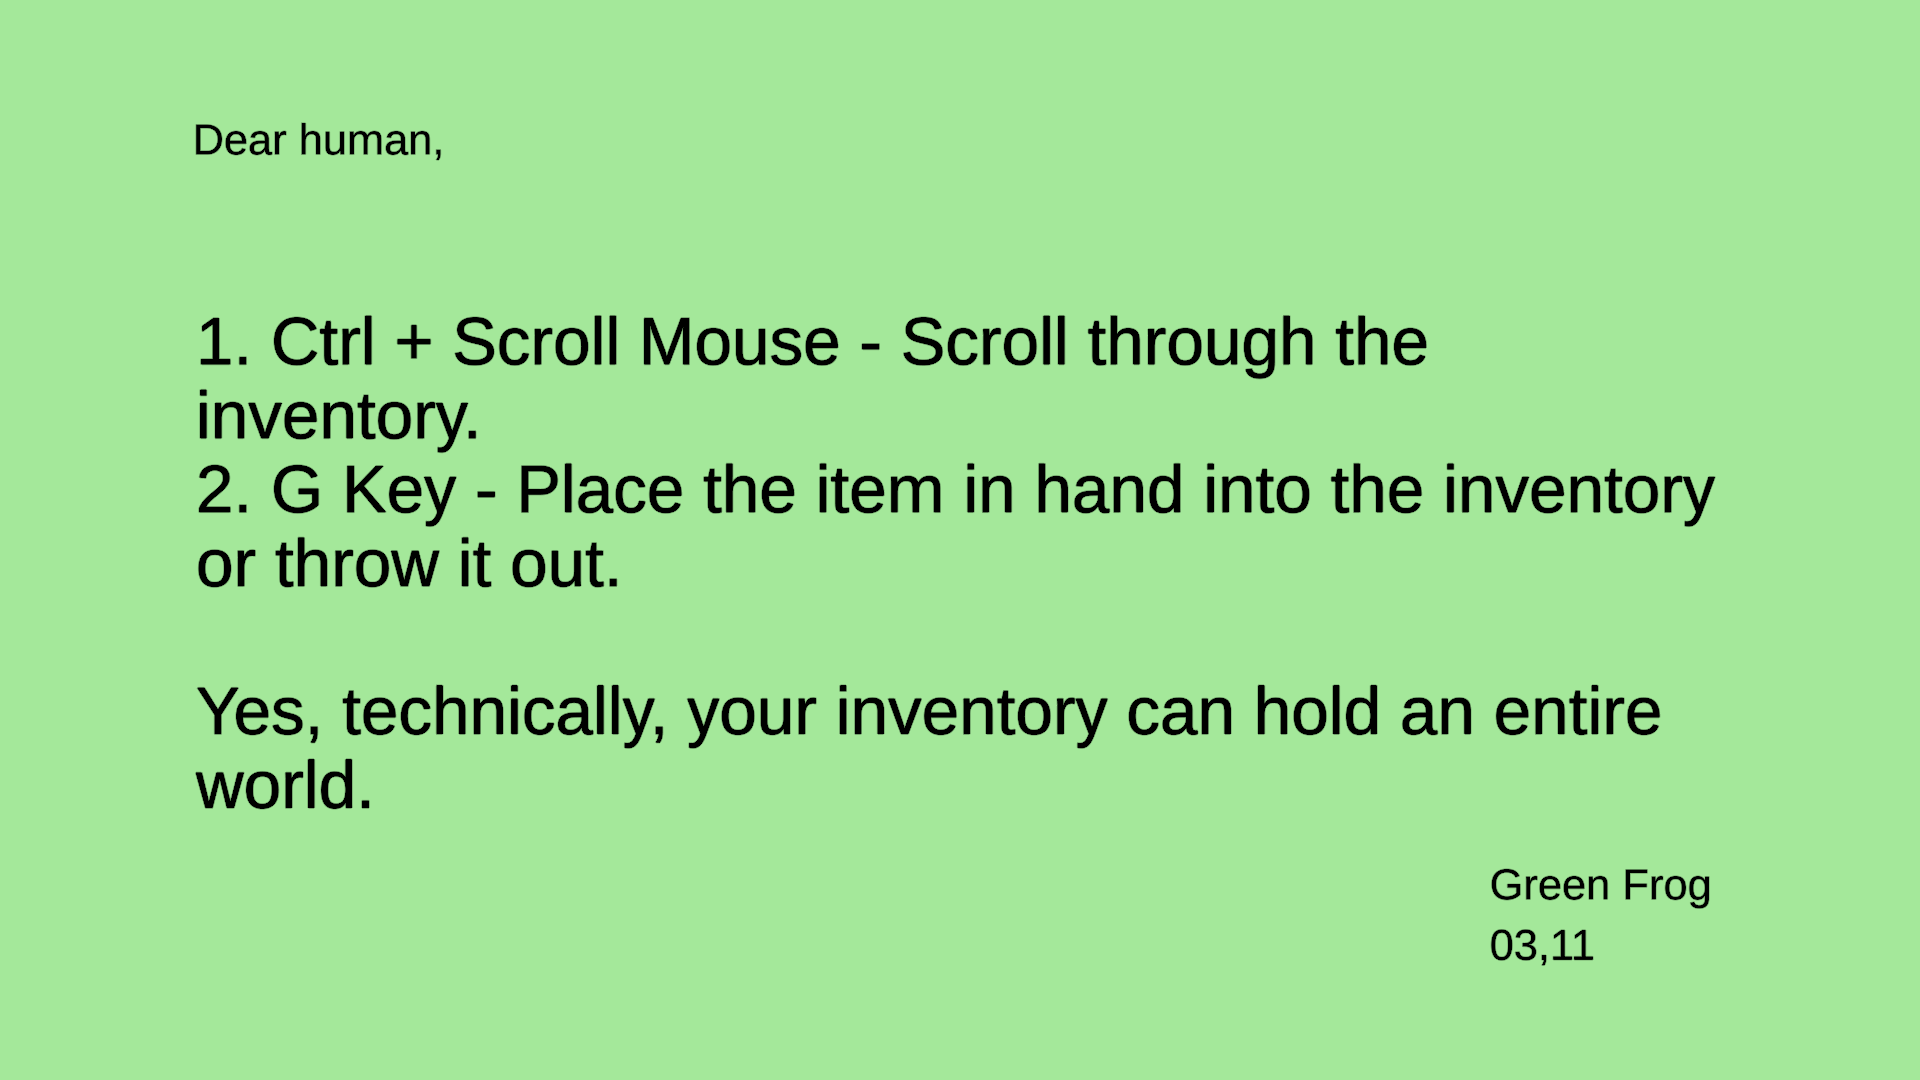 Dear human,
1. Ctrl + Scroll Mouse - Scroll through the
inventory.
2. G Key - Place the item in hand into the inventory
or throw it out.
Yes, technically, your inventory can hold an entire
world.
Green Frog
03,11